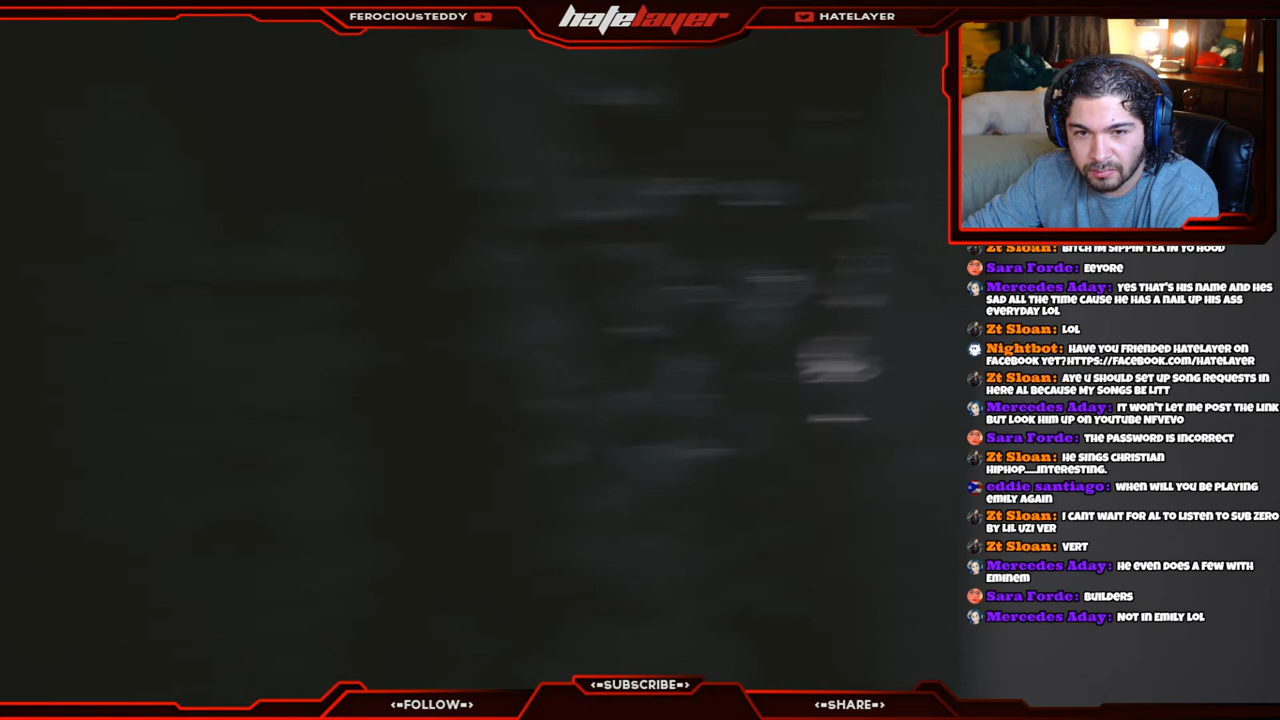 FEROCIOUSTEDDY
hatelayer
HATELAYER
Zt Sloan: BITCH IM SIPPIN TEA IN YO HOOD
Sara Forde: EEYORE
Mercedes Aday: YES THAT'S HIS NAME AND HES
SAD ALL THE TIME CAUSE HE HAS A NAIL UP HIS ASS
EVERYDAY LOL
Zt Sloan: LOL
Nightbot: HAVE YOU FRIENDED HATELAYER ON
FACEBOOK YET?HTTPS://FACEBOOK.COM/HATELAYER
Zt Sloan: AYE U SHOULD SET UP SONG REQUESTS IN
HERE AL BECAUSE MY SONGS BE LITT
Mercedes Aday: IT WON'T LET ME POST THE LINK
BUT LOOK HIM UP ON YOUTUBE NFVEVO
Sara Forde: THE PASSWORD IS INCORRECT
Zt Sloan: HE SINGS CHRISTIAN
HIPHOP.....INTERESTING.
eddie santiago: WHEN WILL YOU BE PLAYING
EMILY AGAIN
Zt Sloan: I CANT WAIT FOR AL TO LISTEN TO SUB ZERO
BY LIL UZI VER
Zt Sloan: VERT
Mercedes Aday: HE EVEN DOES A FEW WITH
EMINEM
Sara Forde: BUILDERS
Mercedes Aday: NOT IN EMILY LOL
<=FOLLOW=>
<=SUBSCRIBE=>
<=SHARE=>